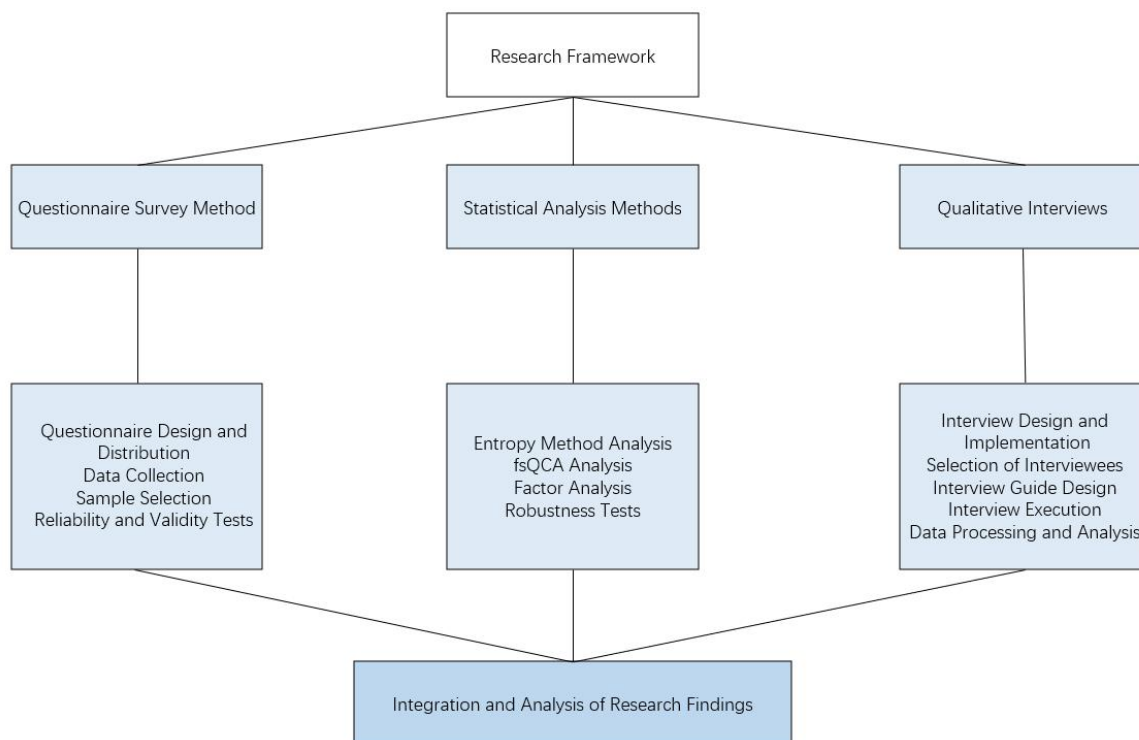 Research Framework
Questionnaire Survey Method
Statistical Analysis Methods
Qualitative Interviews
Questionnaire Design and
Distribution
Data Collection
Sample Selection
Reliability and Validity Tests
Entropy Method Analysis
fsQCA Analysis
Factor Analysis
Robustness Tests
Interview Design and
Implementation
Selection of Interviewees
Interview Guide Design
Interview Execution
Data Processing and Analysis
Integration and Analysis of Research Findings